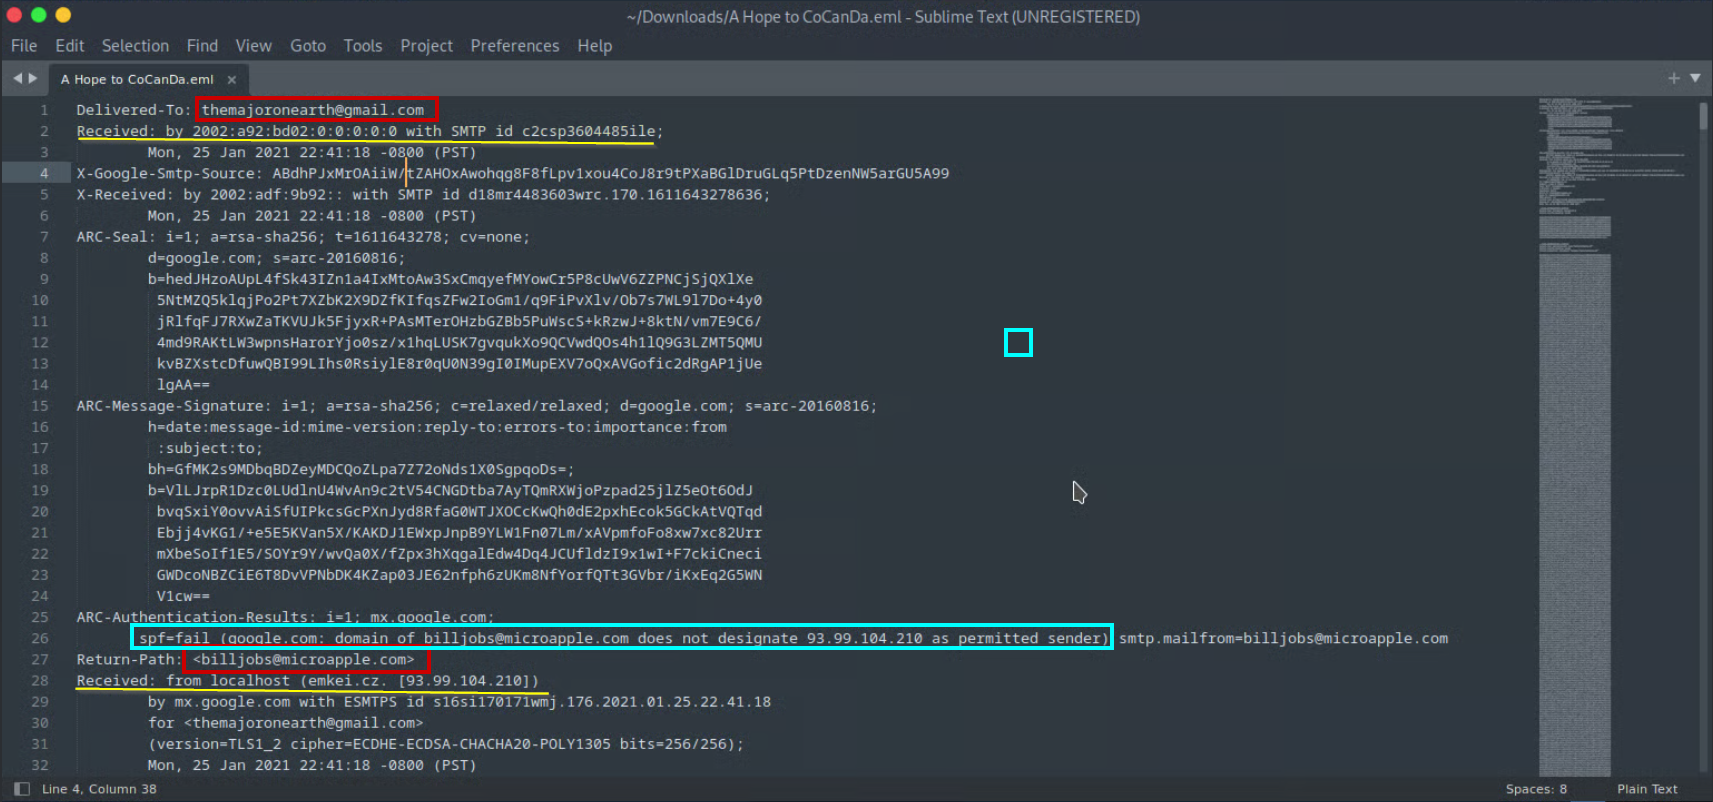 ~/Downloads/A Hope to CoCanDa.eml - Sublime Text (UNREGISTERED)
File Edit Selection Find View Goto Tools Project Preferences Help
A Hope to CoCanDa.eml ×
1 Delivered-To: themajoronearth@gmail.com
2 Received: by 2002:a92:bd02:0:0:0:0:0 with SMTP id c2csp3604485ile;
3 Mon, 25 Jan 2021 22:41:18 -0800 (PST)
4 X-Google-Smtp-Source: ABdhPJxMrOAiiW/tZAHOxAwohqg8F8fLpv1xou4CoJ8r9tPXaBGlDruGLq5PtDzenNW5arGU5A99
5 X-Received: by 2002:adf:9b92:: with SMTP id d18mr4483603wrc.170.1611643278636;
6 Mon, 25 Jan 2021 22:41:18 -0800 (PST)
7 ARC-Seal: i=1; a=rsa-sha256; t=1611643278; cv=none;
8 d=google.com; s=arc-20160816;
9 b=hedJHzoAUpL4fSk43IZn1a4IxMtoAw3SxCmqyefMYowCr5P8cUwV6ZZPNCjSjQXlXe
10 5NtMZQ5klqjPo2Pt7XZbK2X9DZfKIfqsZFw2IoGm1/q9FiPvXlv/Ob7s7WL9l7Do+4y0
11 jRlfqFJ7RXwZaTKVUJk5FjyxR+PAsMTerOHzbGZBb5PuWscS+kRzwJ+8ktN/vm7E9C6/
12 4md9RAKtLW3wpnsHarorYjo0sz/x1hqLUSK7gvqukXo9QCVwdQOs4h1lQ9G3LZMT5QMU
13 kvBZXstcDfuwQBI99LIhs0RsiylE8r0qU0N39gI0IMupEXV7oQxAVGofic2dRgAP1jUe
14 lgAA==
15 ARC-Message-Signature: i=1; a=rsa-sha256; c=relaxed/relaxed; d=google.com; s=arc-20160816;
16 h=date:message-id:mime-version:reply-to:errors-to:importance:from
17 :subject:to;
18 bh=GfMK2s9MDbqBDZeyMDCQoZLpa7Z72oNds1X0SgpqoDs=;
19 b=VlLJrpR1Dzc0LUdlnU4WvAn9c2tV54CNGDtba7AyTQmRXWjoPzpad25jlZ5eOt6OdJ
20 bvqSxiY0ovvAiSfUIPkcsGcPXnJyd8RfaG0WTJXOCcKwQh0dE2pxhEcok5GCkAtVQTqd
21 Ebjj4vKG1/+e5E5KVan5X/KAKDJ1EWxpJnpB9YLW1Fn07Lm/xAVpmfoFo8xw7xc82Urr
22 mXbeSoIf1E5/SOYr9Y/wvQa0X/fZpx3hXqgalEdw4Dq4JCUfldzI9x1wI+F7ckiCneci
23 GWDcoNBZCiE6T8DvVPNbDK4KZap03JE62nfph6zUKm8NfYorfQTt3GVbr/iKxEq2G5WN
24 V1cw==
25 ARC-Authentication-Results: i=1; mx.google.com;
26 spf=fail (google.com: domain of billjobs@microapple.com does not designate 93.99.104.210 as permitted sender) smtp.mailfrom=billjobs@microapple.com
27 Return-Path: <billjobs@microapple.com>
28 Received: from localhost (emkei.cz. [93.99.104.210])
29 by mx.google.com with ESMTPS id s16si170171wmj.176.2021.01.25.22.41.18
30 for <themajoronearth@gmail.com>
31 (version=TLS1_2 cipher=ECDHE-ECDSA-CHACHA20-POLY1305 bits=256/256);
32 Mon, 25 Jan 2021 22:41:18 -0800 (PST)
Line 4, Column 38 Spaces: 8 Plain Text